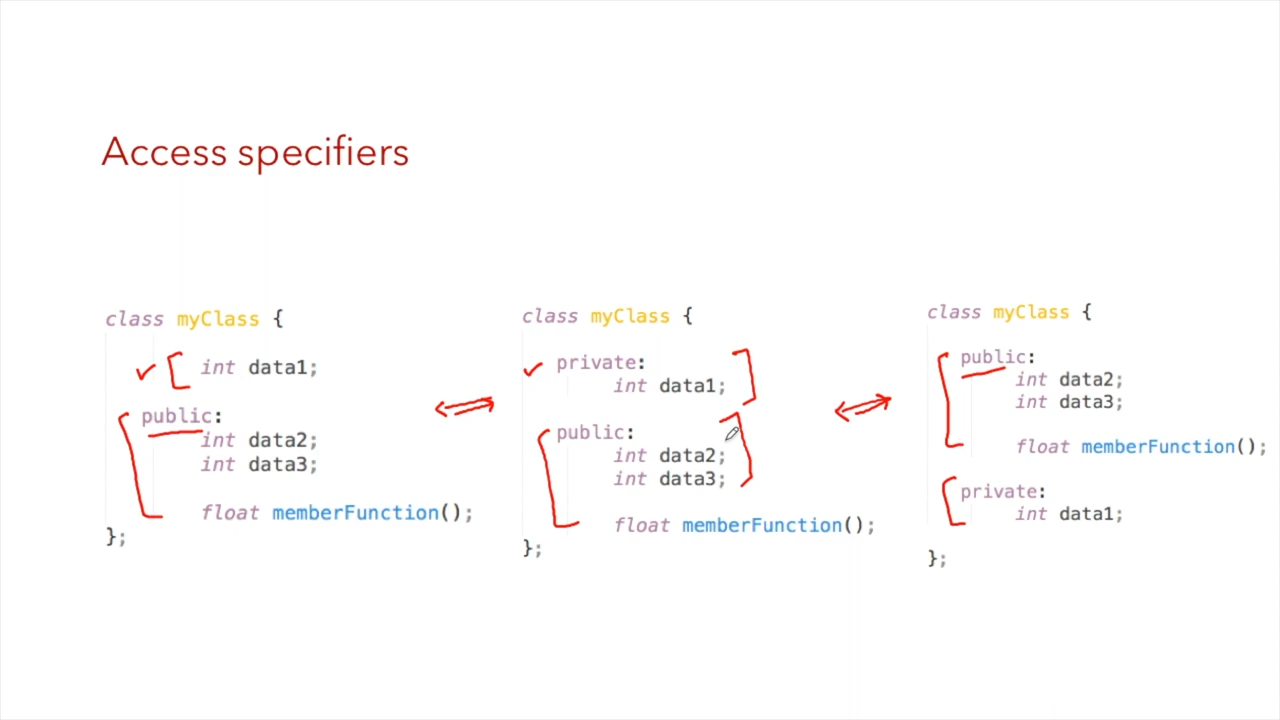 Access specifiers
class myClass {
int data1;
public:
int data2;
int data3;
float memberFunction();
};
class myClass {
private:
int data1;
public:
int data2;
int data3;
float memberFunction();
};
class myClass {
public:
int data2;
int data3;
float memberFunction();
private:
int data1;
};